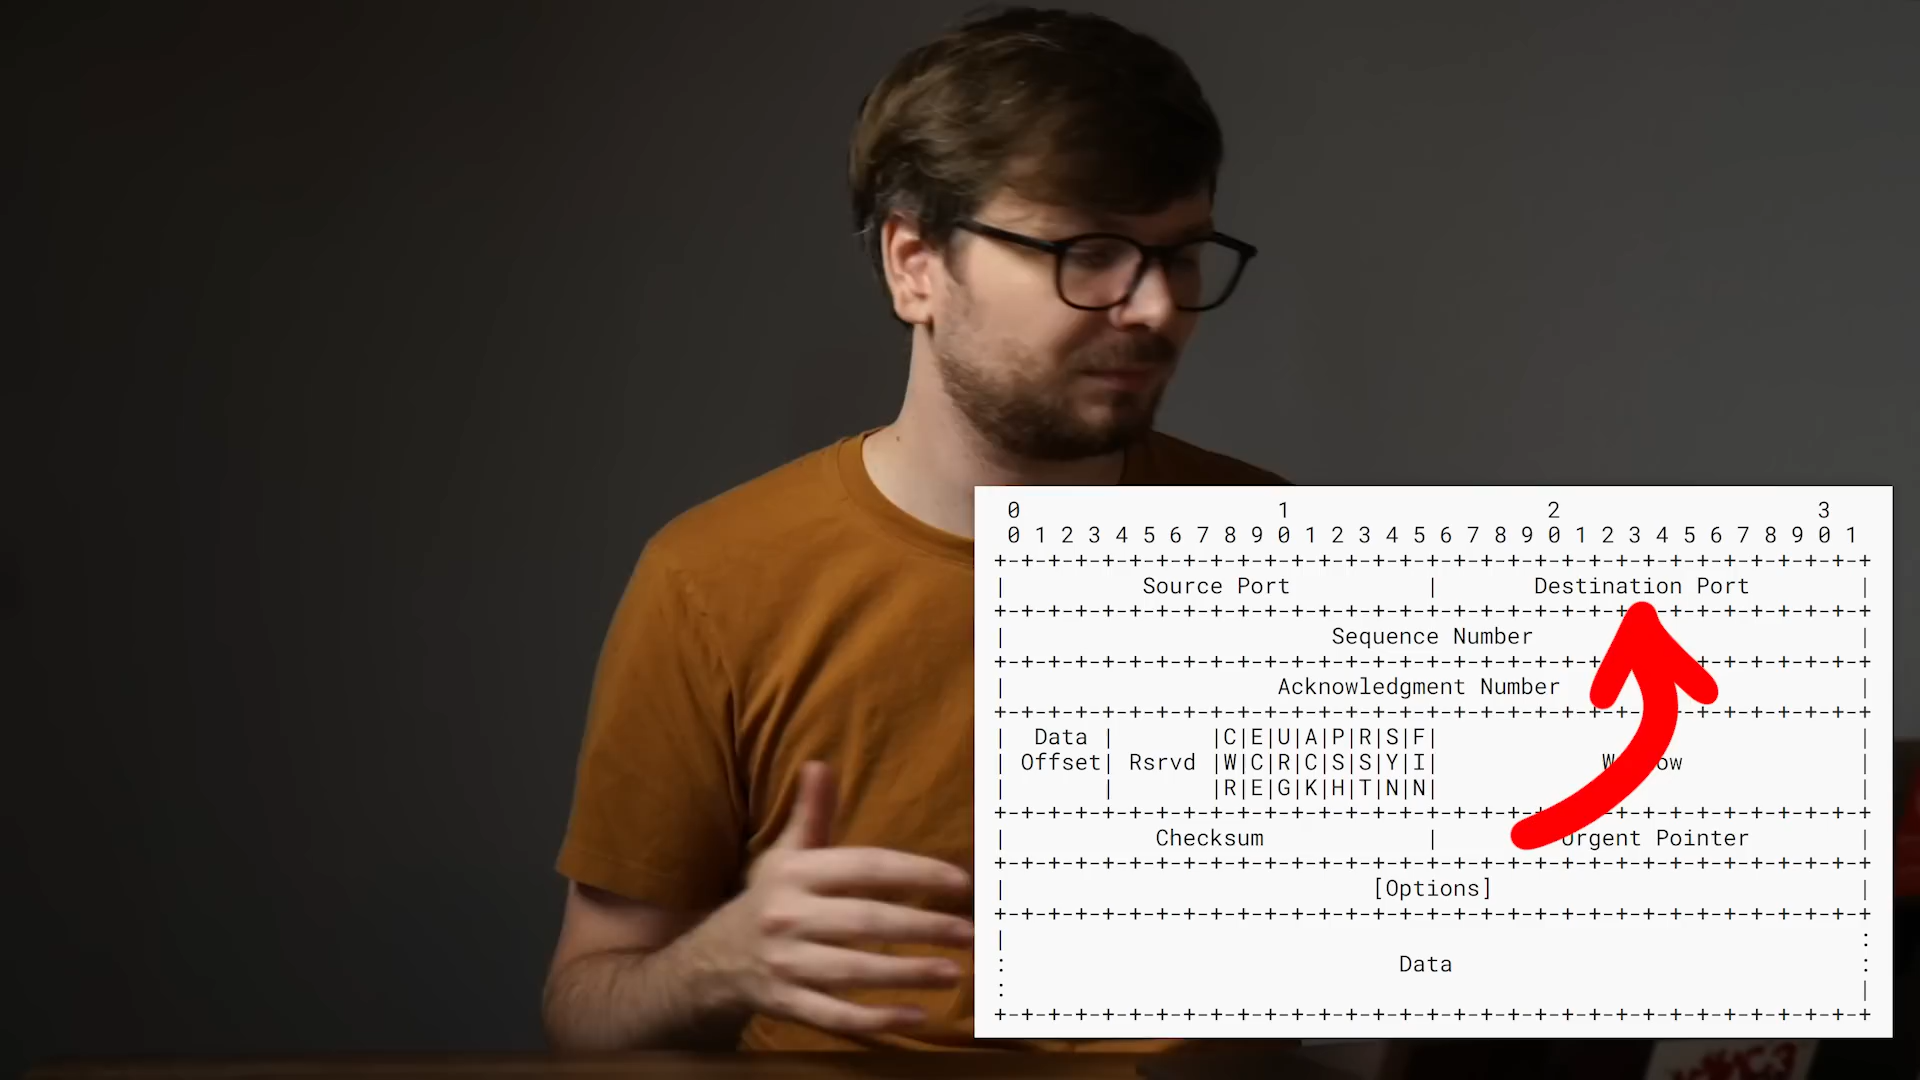 0 1 2 3
0 1 2 3 4 5 6 7 8 9 0 1 2 3 4 5 6 7 8 9 0 1 2 3 4 5 6 7 8 9 0 1
+-+-+-+-+-+-+-+-+-+-+-+-+-+-+-+-+-+-+-+-+-+-+-+-+-+-+-+-+-+-+-+-+
| Source Port | Destination Port |
+-+-+-+-+-+-+-+-+-+-+-+-+-+-+-+-+-+-+-+-+-+-+-+-+-+-+-+-+-+-+-+-+
| Sequence Number |
+-+-+-+-+-+-+-+-+-+-+-+-+-+-+-+-+-+-+-+-+-+-+-+-+-+-+-+-+-+-+-+-+
| Acknowledgment Number |
+-+-+-+-+-+-+-+-+-+-+-+-+-+-+-+-+-+-+-+-+-+-+-+-+-+-+-+-+-+-+-+-+
| Data | |C|E|U|A|P|R|S|F| |
| Offset| Rsrvd |W|C|R|C|S|S|Y|I| |
| | |R|E|G|K|H|T|N|N| |
+-+-+-+-+-+-+-+-+-+-+-+-+-+-+-+-+-+-+-+-+-+-+-+-+-+-+-+-+-+-+-+-+
| Checksum | Urgent Pointer |
+-+-+-+-+-+-+-+-+-+-+-+-+-+-+-+-+-+-+-+-+-+-+-+-+-+-+-+-+-+-+-+-+
| [Options] |
+-+-+-+-+-+-+-+-+-+-+-+-+-+-+-+-+-+-+-+-+-+-+-+-+-+-+-+-+-+-+-+-+
| :
: Data :
: |
+-+-+-+-+-+-+-+-+-+-+-+-+-+-+-+-+-+-+-+-+-+-+-+-+-+-+-+-+-+-+-+-+